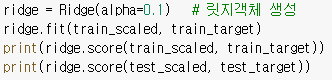 ridge = Ridge(alpha=0.1) # 릿지객체 생성
ridge.fit(train_scaled, train_target)
print(ridge.score(train_scaled, train_target))
print(ridge.score(test_scaled, test_target))